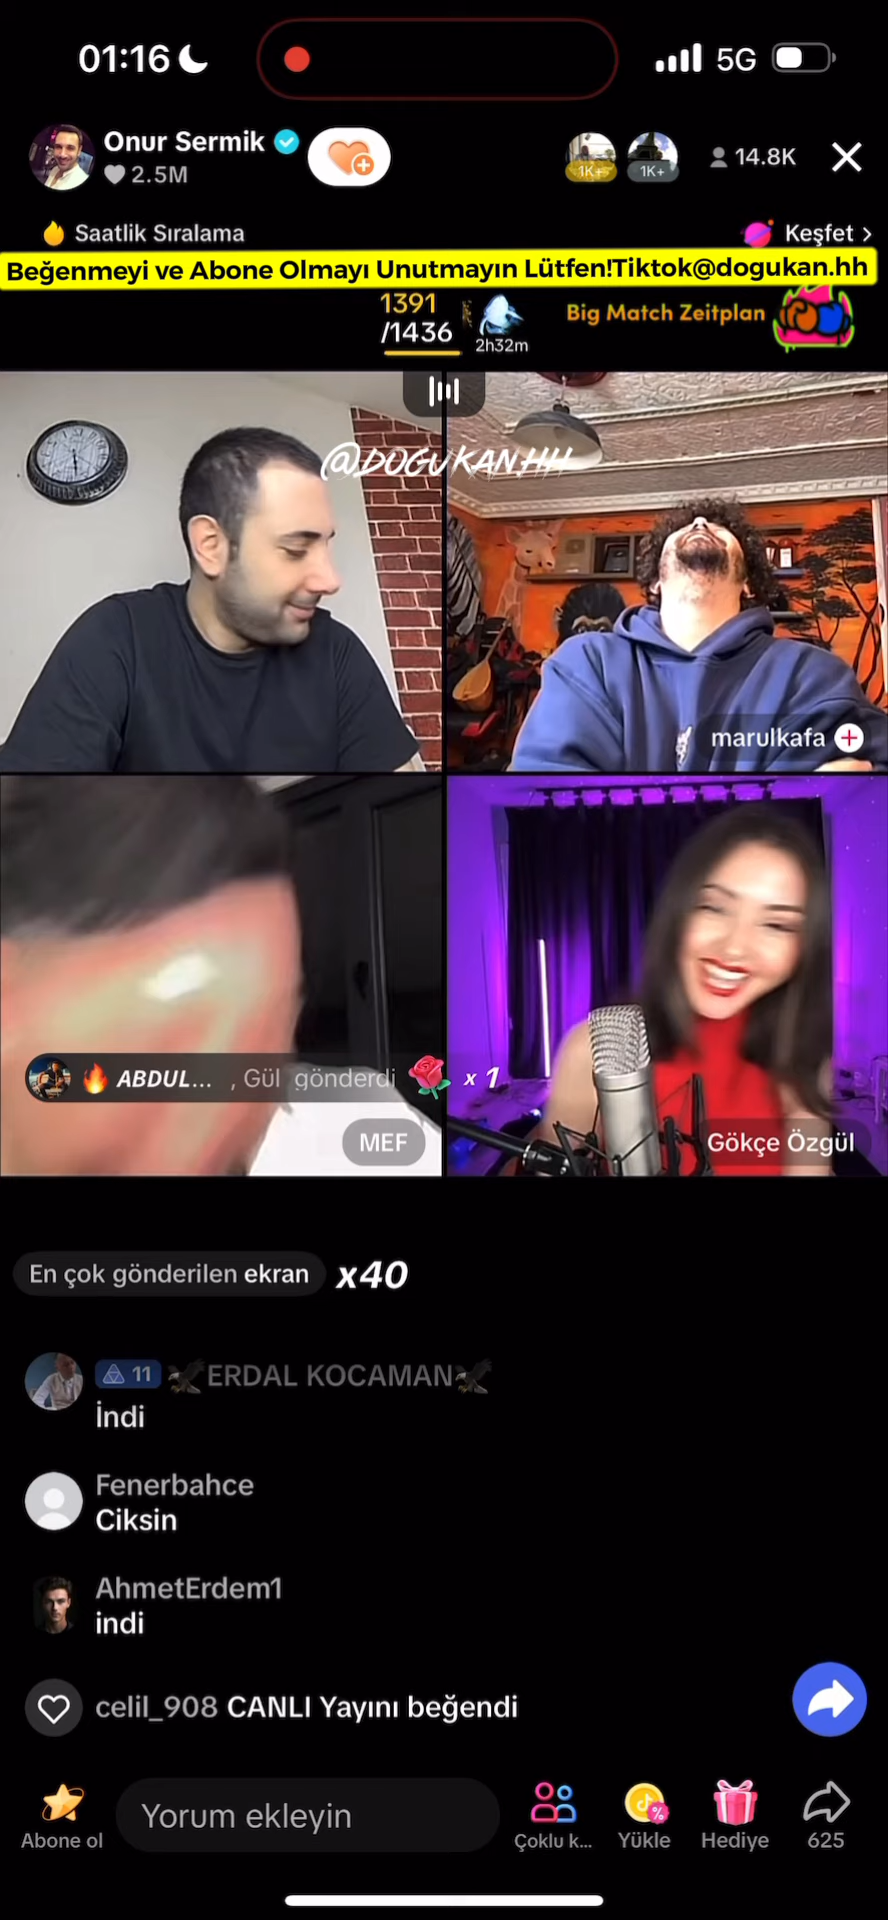 01:16
5G
Onur Sermik
2.5M
1K+
1K+
14.8K
Saatlik Sıralama
Keşfet >
Beğenmeyi ve Abone Olmayı Unutmayın Lütfen!Tiktok@dogukan.hh
1391
/1436
2h32m
Big Match Zeitplan
@DOGUKAN.HH
marulkafa
ABDUL... , Gül gönderdi x 1
MEF
Gökçe Özgül
En çok gönderilen ekran x40
11 ERDAL KOCAMAN
İndi
Fenerbahce
Ciksin
AhmetErdem1
indi
celil_908 CANLI Yayını beğendi
Abone ol
Yorum ekleyin
Çoklu k...
Yükle
Hediye
625